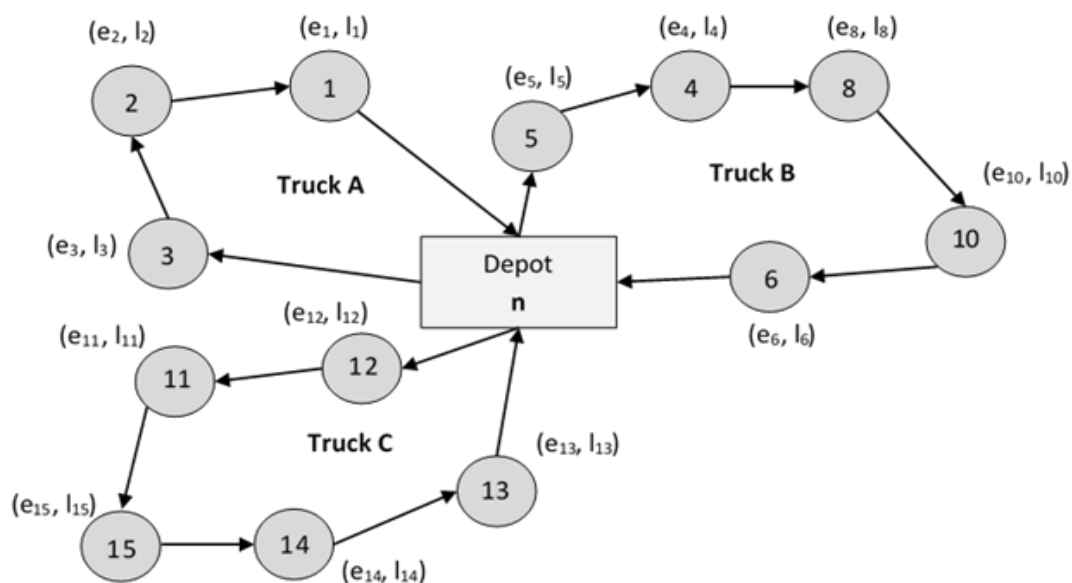 (e₂, l₂)
(e₁, l₁)
(e₄, l₄)
(e₈, l₈)
2
1
(e₅, l₅)
4
8
5
Truck A
Truck B
(e₁₀, l₁₀)
(e₃, l₃)
3
Depot
n
6
10
(e₁₂, l₁₂)
(e₆, l₆)
(e₁₁, l₁₁)
11
12
Truck C
(e₁₃, l₁₃)
(e₁₅, l₁₅)
13
15
14
(e₁₄, l₁₄)